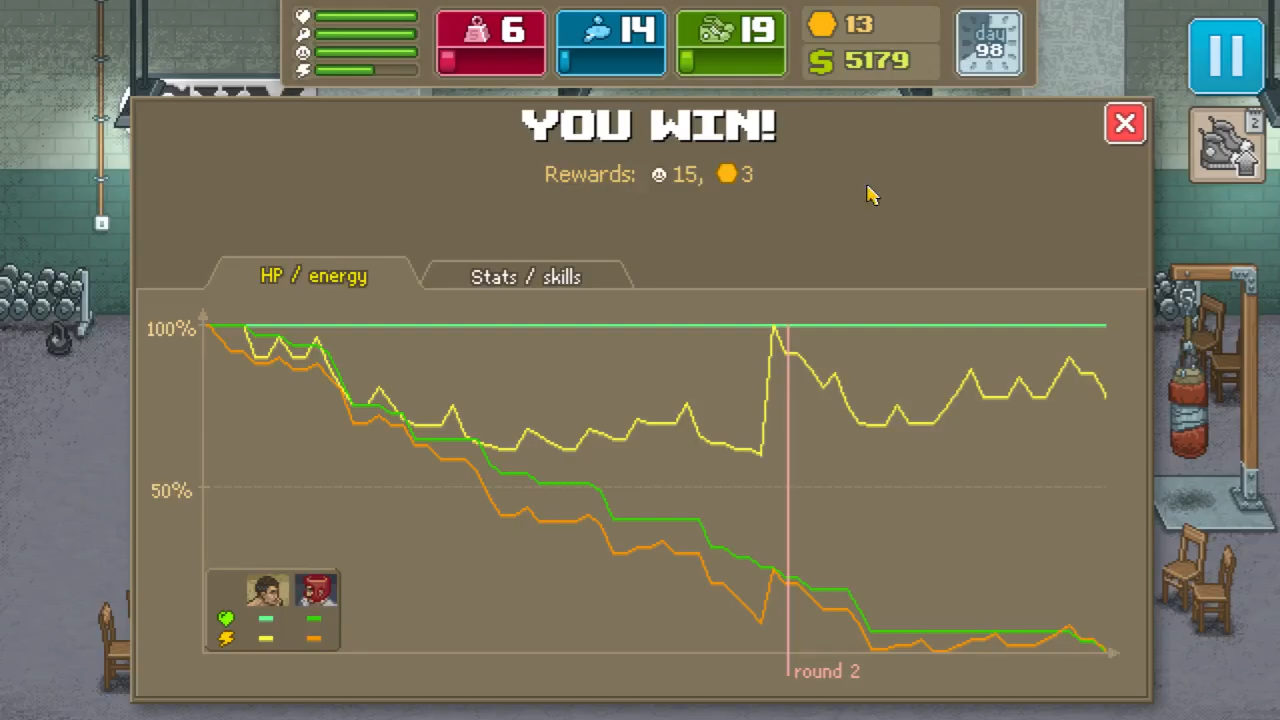 6
14
19
13
$ 5179
day
98
2
YOU WIN!
Rewards: 15, 3
HP / energy
Stats / skills
100%
50%
round 2